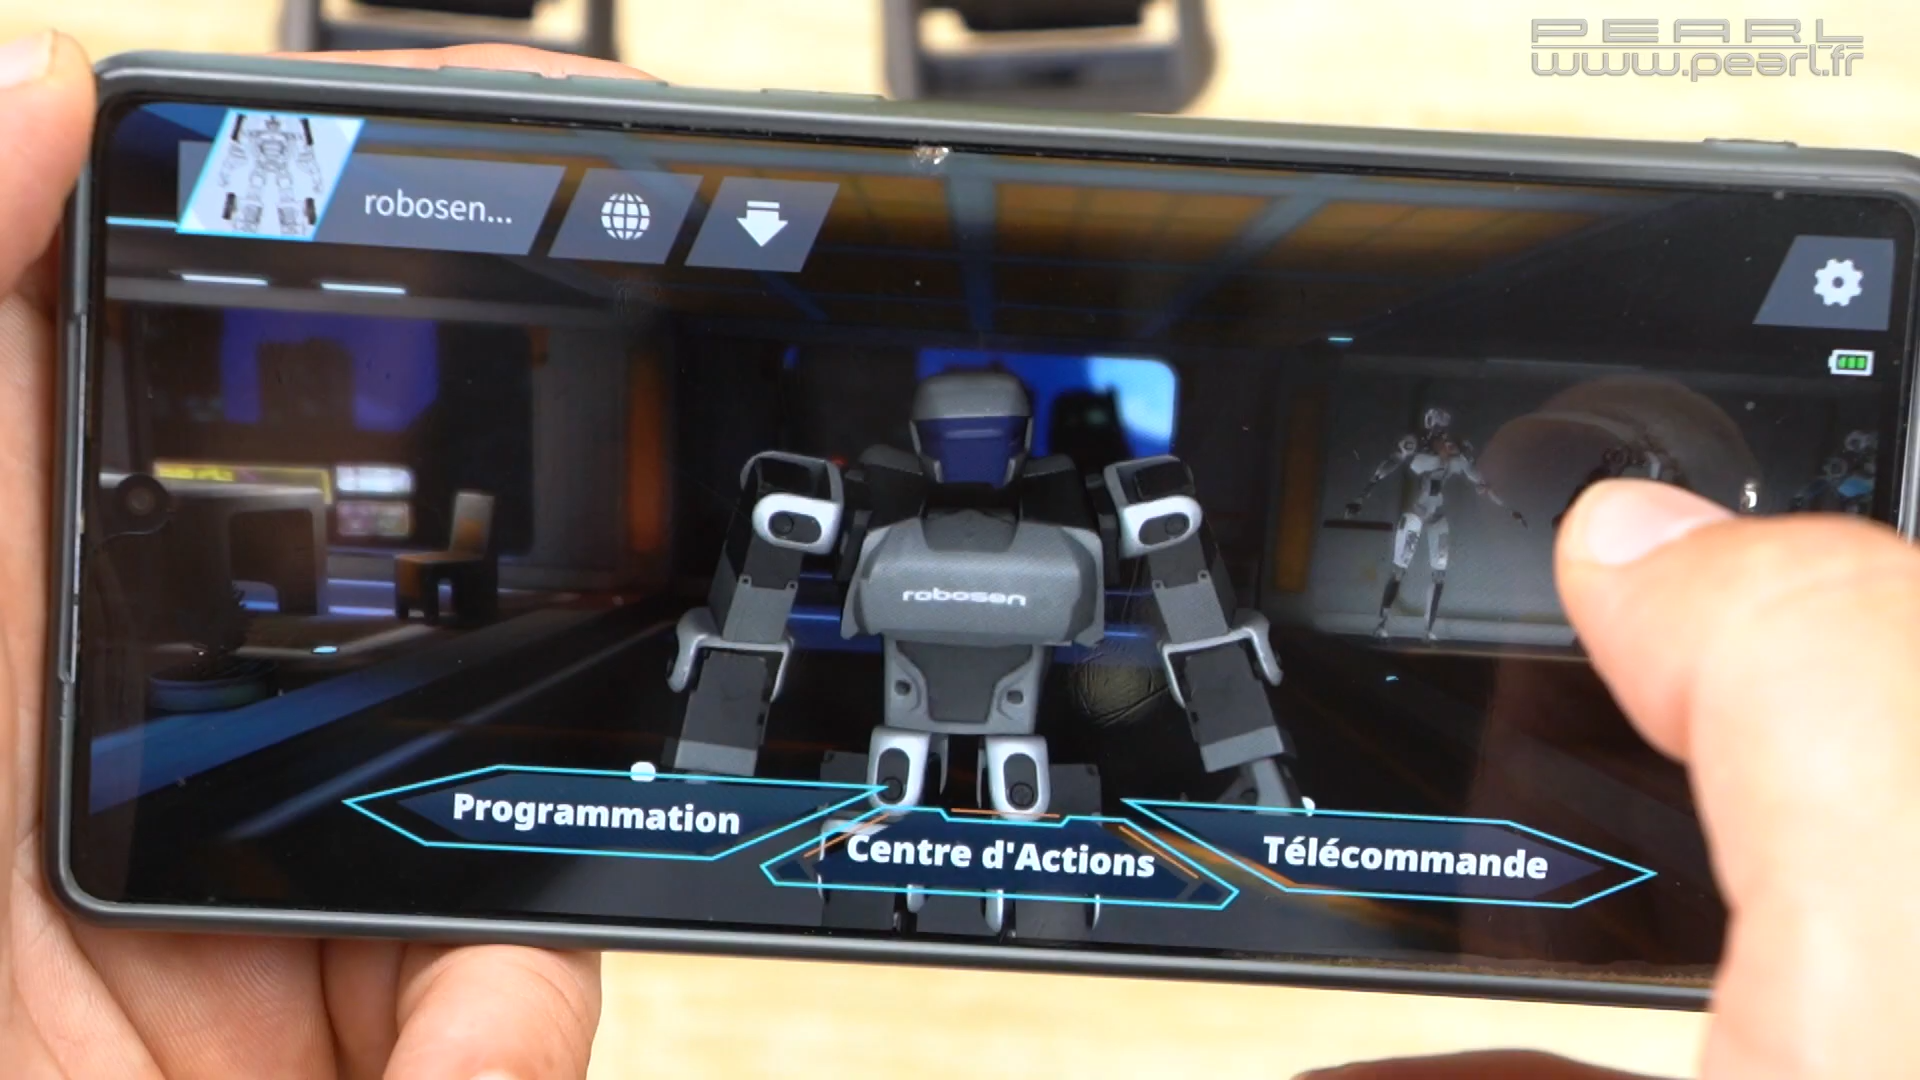 PEARL
www.pearl.fr
robosen...
robosen
Programmation
Centre d'Actions
Télécommande